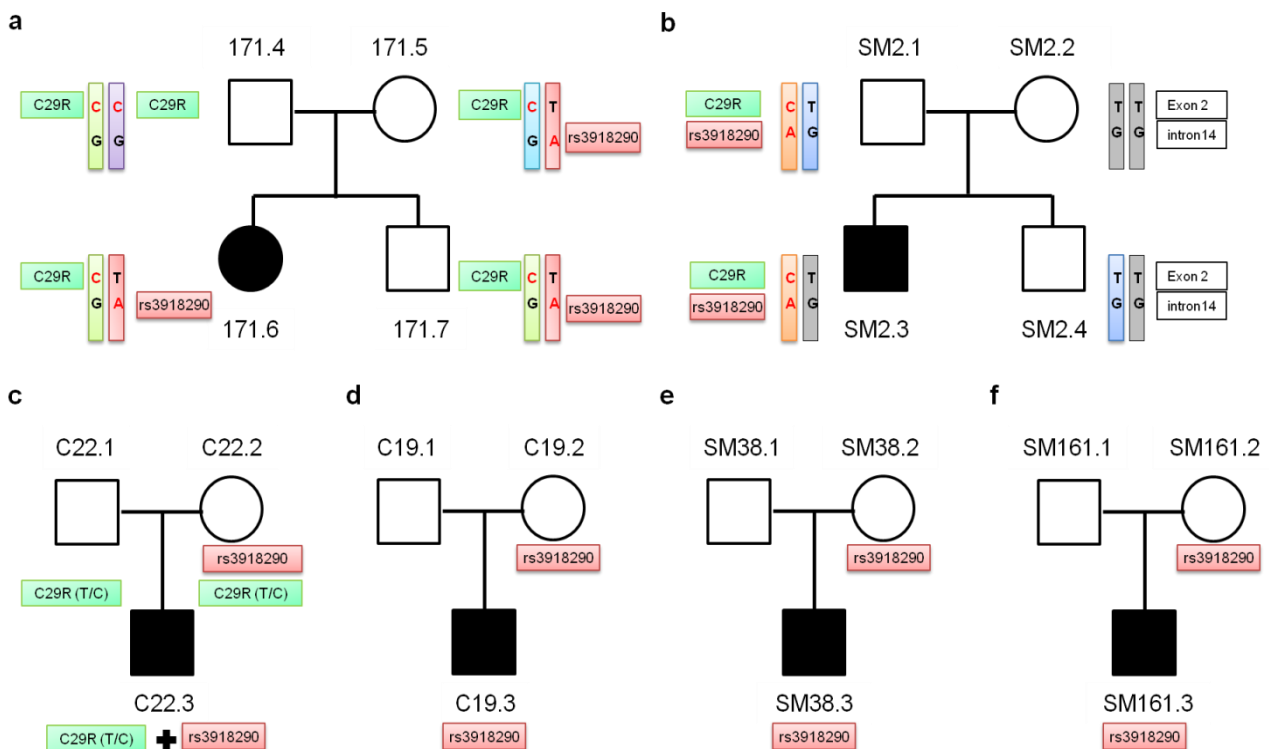 a
171.4
171.5
C29R
C
C
G
G
C29R
C29R
C
T
G
A
rs3918290
C29R
C
T
G
A
rs3918290
171.6
171.7
C29R
C
T
G
A
rs3918290
b
SM2.1
SM2.2
C29R
rs3918290
C
T
A
G
T
T
G
G
Exon 2
intron14
C29R
rs3918290
C
T
A
G
SM2.3
SM2.4
T
T
G
G
Exon 2
intron14
c
C22.1
C22.2
rs3918290
C29R (T/C)
C29R (T/C)
C22.3
C29R (T/C)
rs3918290
d
C19.1
C19.2
rs3918290
C19.3
rs3918290
e
SM38.1
SM38.2
rs3918290
SM38.3
rs3918290
f
SM161.1
SM161.2
rs3918290
SM161.3
rs3918290